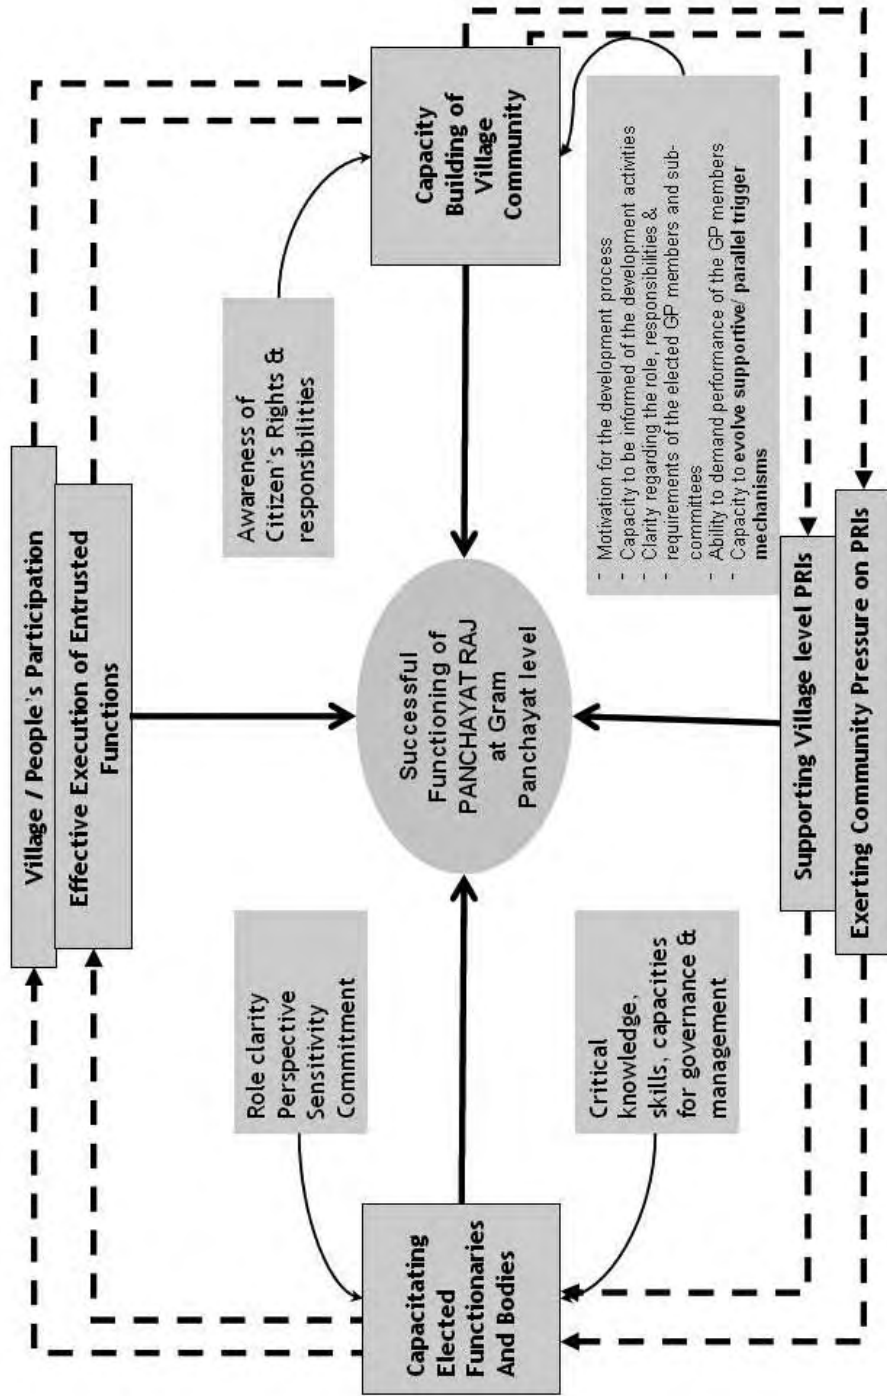 Village / People's Participation
Effective Execution of Entrusted
Functions
Role clarity
Perspective
Sensitivity
Commitment
Awareness of
Citizen's Rights &
responsibilities
Capacitating
Elected
Functionaries
And Bodies
Successful
Functioning of
PANCHAYAT RAJ
at Gram
Panchayat level
Capacity
Building of
Village
Community
Critical
knowledge,
skills, capacities
for governance &
management
- Motivation for the development process
- Capacity to be informed of the development activities
- Clarity regarding the role, responsibilities &
- requirements of the elected GP members and sub-
committees
- Ability to demand performance of the GP members
- Capacity to evolve supportive/ parallel trigger
mechanisms
Supporting Village level PRIs
Exerting Community Pressure on PRIs